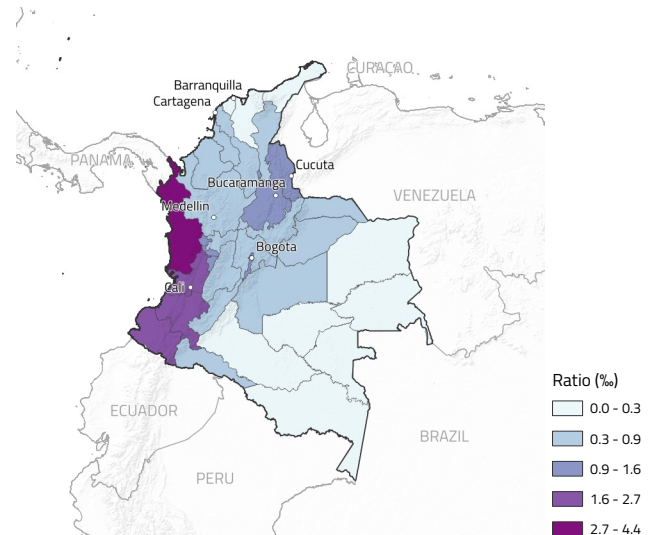 CURAÇAO
Barranquilla
Cartagena
PANAMA
Cucuta
Bucaramanga
VENEZUELA
Medellin
Bogota
Cali
Ratio (‰)
0.0 - 0.3
ECUADOR
0.3 - 0.9
BRAZIL
0.9 - 1.6
PERU
1.6 - 2.7
2.7 - 4.4